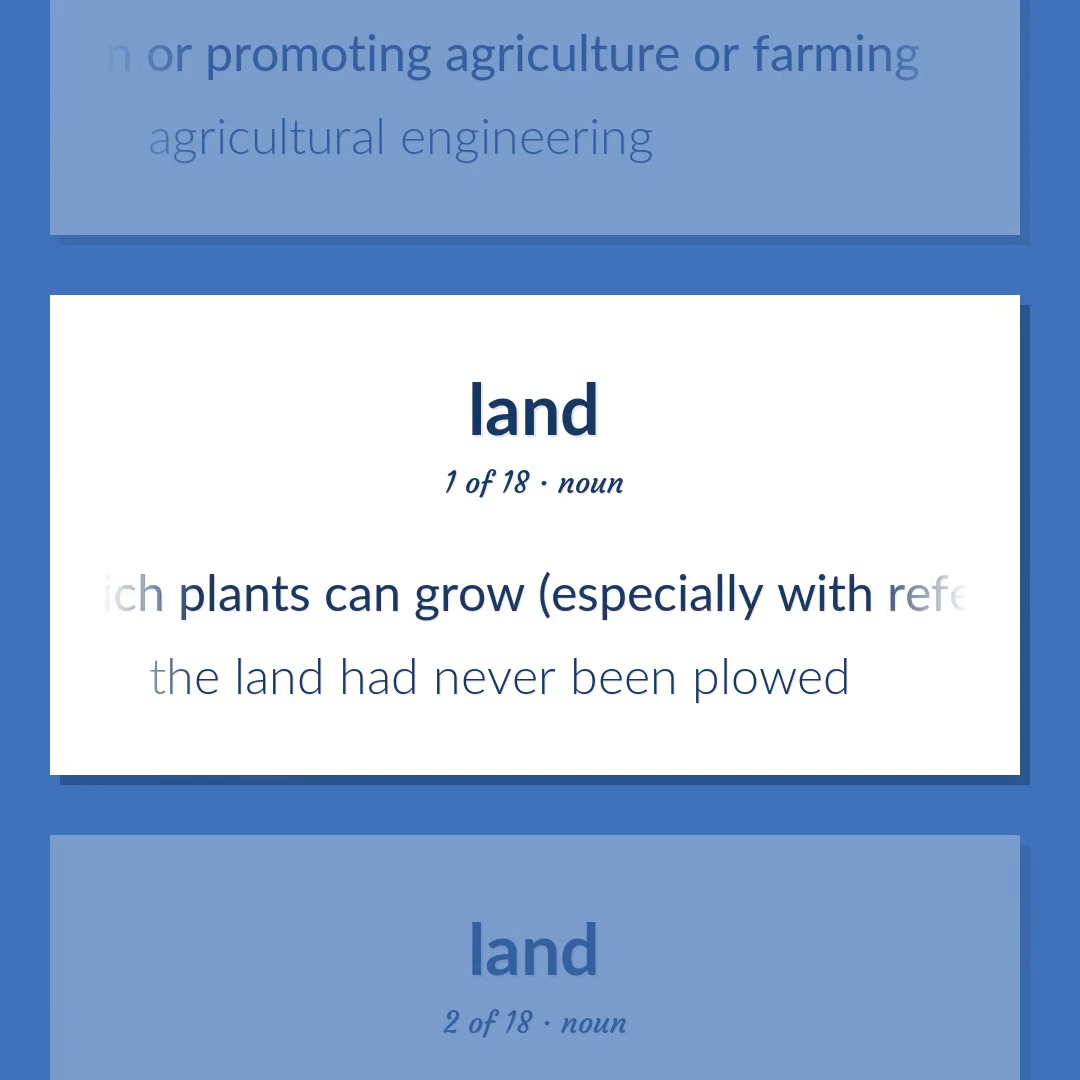 or promoting agriculture or farming
agricultural engineering
land
1 of 18 · noun
plants can grow (especially with
the land had never been plowed
land
2 of 18 · noun